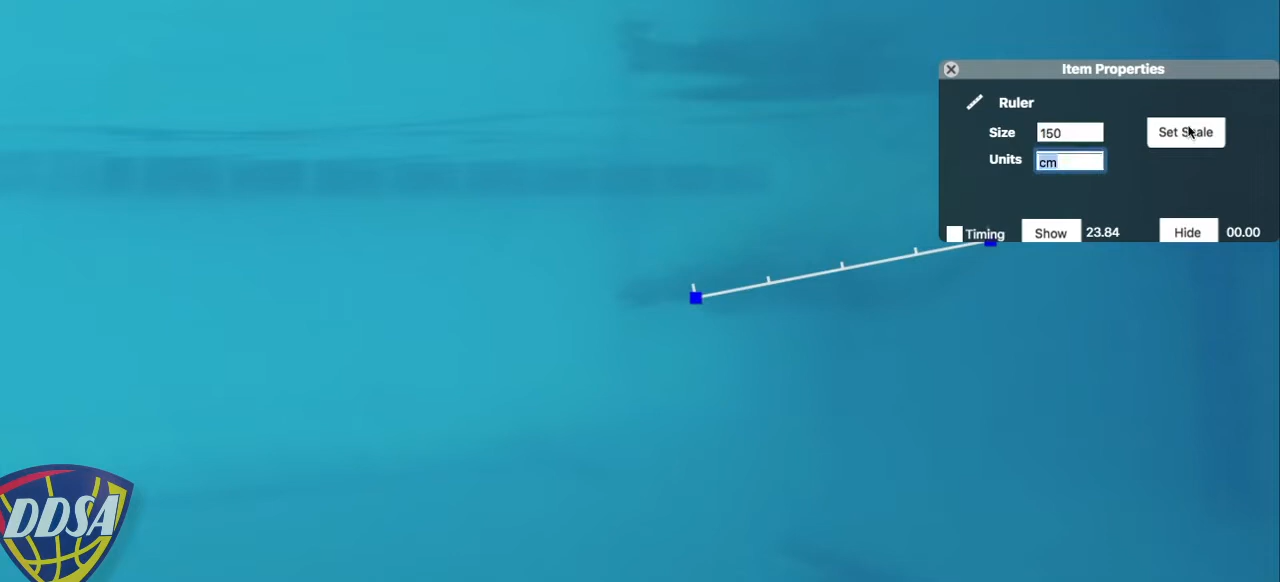 Item Properties
Ruler
Size 150 Set Scale
Units cm
Timing Show 23.84 Hide 00.00
DDSA